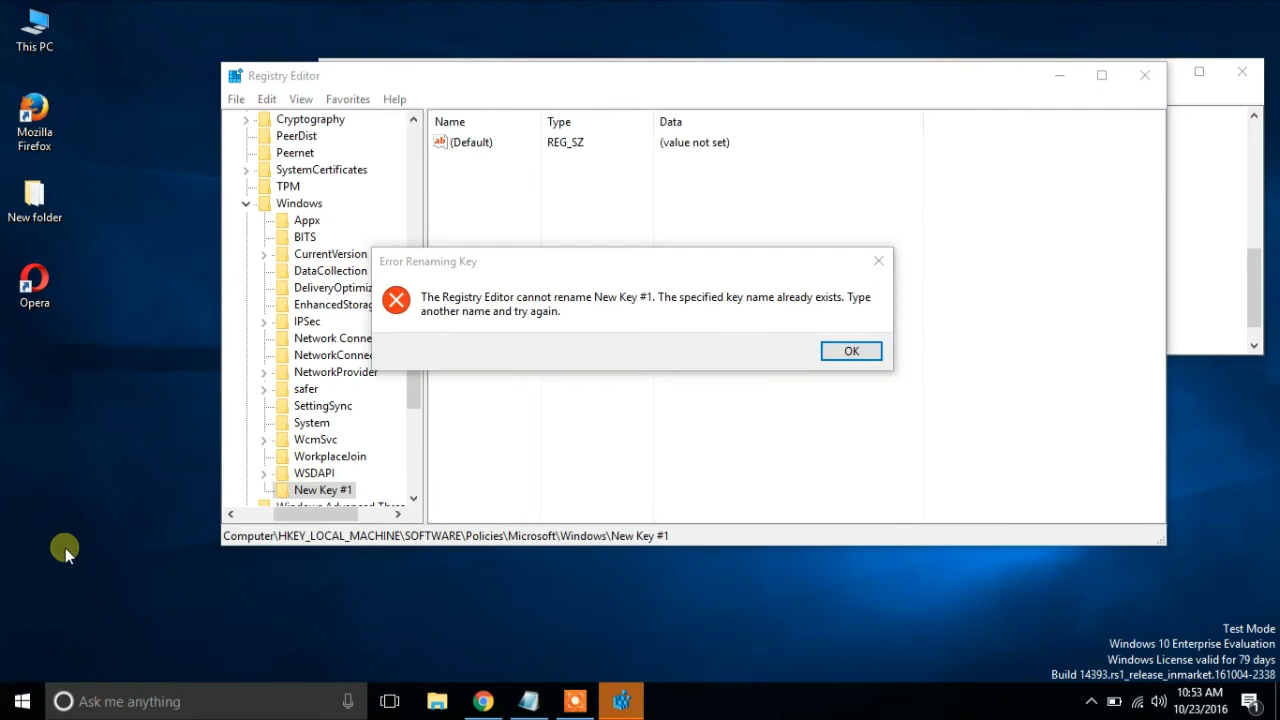 This PC
Mozilla
Firefox
New folder
Opera
Registry Editor
File Edit View Favorites Help
Cryptography
PeerDist
Peernet
SystemCertificates
TPM
Windows
Appx
BITS
CurrentVersion
DataCollection
DeliveryOptimiz
EnhancedStorag
IPSec
Network Conne
NetworkConnec
NetworkProvider
safer
SettingSync
System
WcmSvc
WorkplaceJoin
WSDAPI
New Key #1
Name Type Data
ab (Default) REG_SZ (value not set)
Error Renaming Key
The Registry Editor cannot rename New Key #1. The specified key name already exists. Type
another name and try again.
OK
Computer\HKEY_LOCAL_MACHINE\SOFTWARE\Policies\Microsoft\Windows\New Key #1
Test Mode
Windows 10 Enterprise Evaluation
Windows License valid for 79 days
Build 14393.rs1_release_inmarket.161004-2338
Ask me anything
10:53 AM
10/23/2016
1